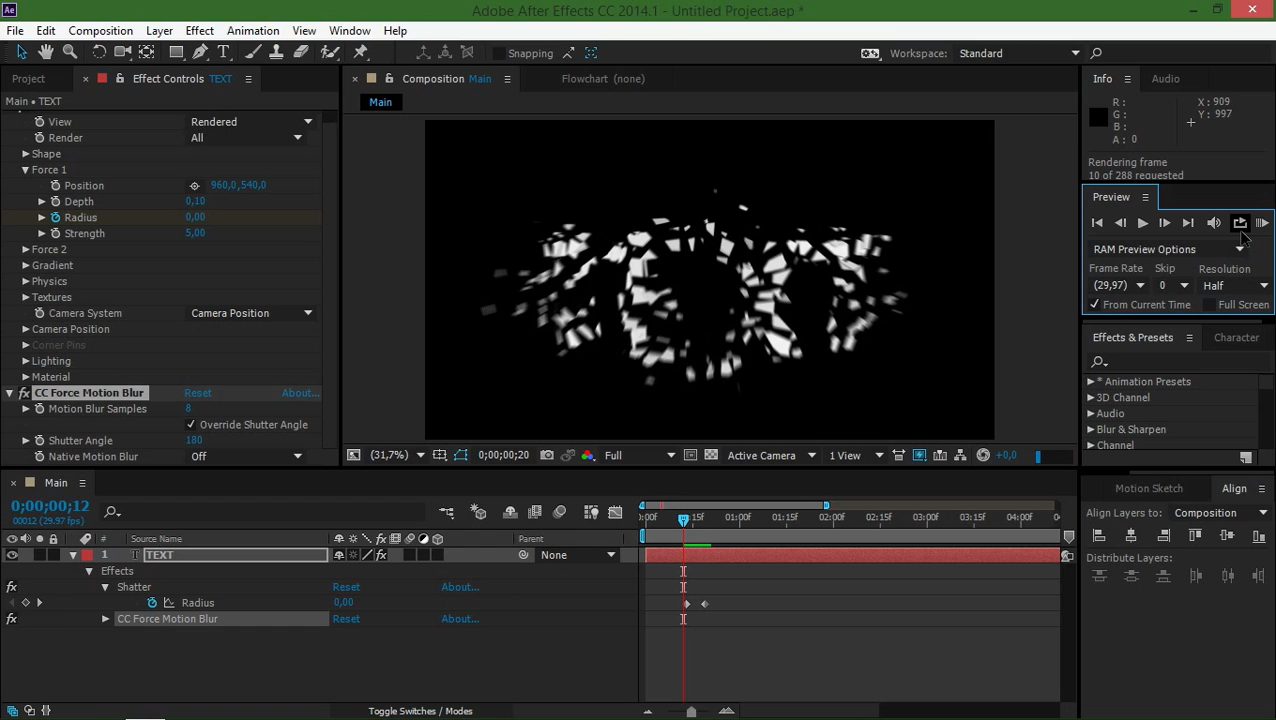 Adobe After Effects CC 2014.1 - Untitled Project.aep *
File Edit Composition Layer Effect Animation View Window Help
Snapping
Workspace: Standard
Project
Effect Controls TEXT
Main • TEXT
View Rendered
Render All
Shape
Force 1
Position 960,0,540,0
Depth 0,10
Radius 0,00
Strength 5,00
Force 2
Gradient
Physics
Textures
Camera System Camera Position
Camera Position
Corner Pins
Lighting
Material
fx CC Force Motion Blur Reset About...
Motion Blur Samples 8
Override Shutter Angle
Shutter Angle 180
Native Motion Blur Off
Composition Main
Flowchart (none)
Main
(31,7%) 0;00;00;20 Full Active Camera 1 View +0,0
Info Audio
R: X: 909
G: Y: 997
B:
A: 0
Rendering frame
10 of 288 requested
Preview
RAM Preview Options
Frame Rate Skip Resolution
(29,97) 0 Half
From Current Time Full Screen
Effects & Presets Character
* Animation Presets
3D Channel
Audio
Blur & Sharpen
Channel
Motion Sketch Align
Align Layers to: Composition
Distribute Layers:
Main
0;00;00;12
00012 (29.97 fps)
:00f 15f 01:00f 01:15f 02:00f 02:15f 03:00f 03:15f 04:00f
# Source Name Parent
1 T TEXT fx None
Effects
fx Shatter Reset About...
Radius 0,00
fx CC Force Motion Blur Reset About...
Toggle Switches / Modes